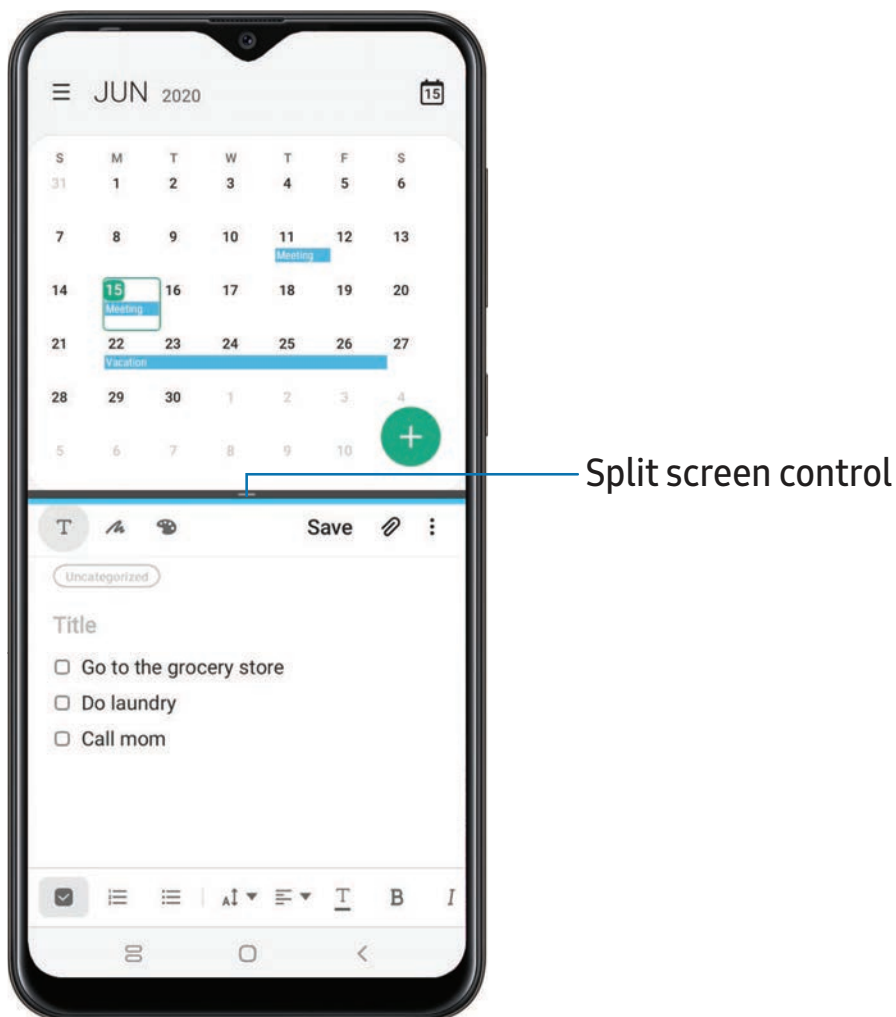 JUN 2020
15
S M T W T F S
31 1 2 3 4 5 6
7 8 9 10 11 12 13
Meeting
14 15 16 17 18 19 20
Meeting
21 22 23 24 25 26 27
Vacation
28 29 30 1 2 3 4
5 6 7 8 9 10
Split screen control
T Save
Uncategorized
Title
Go to the grocery store
Do laundry
Call mom
A T B I